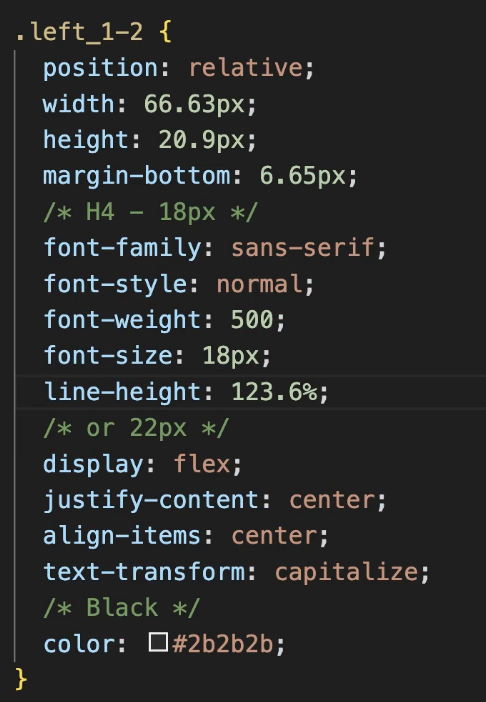 .left_1-2 {
position: relative;
width: 66.63px;
height: 20.9px;
margin-bottom: 6.65px;
/* H4 - 18px */
font-family: sans-serif;
font-style: normal;
font-weight: 500;
font-size: 18px;
line-height: 123.6%;
/* or 22px */
display: flex;
justify-content: center;
align-items: center;
text-transform: capitalize;
/* Black */
color: #2b2b2b;
}